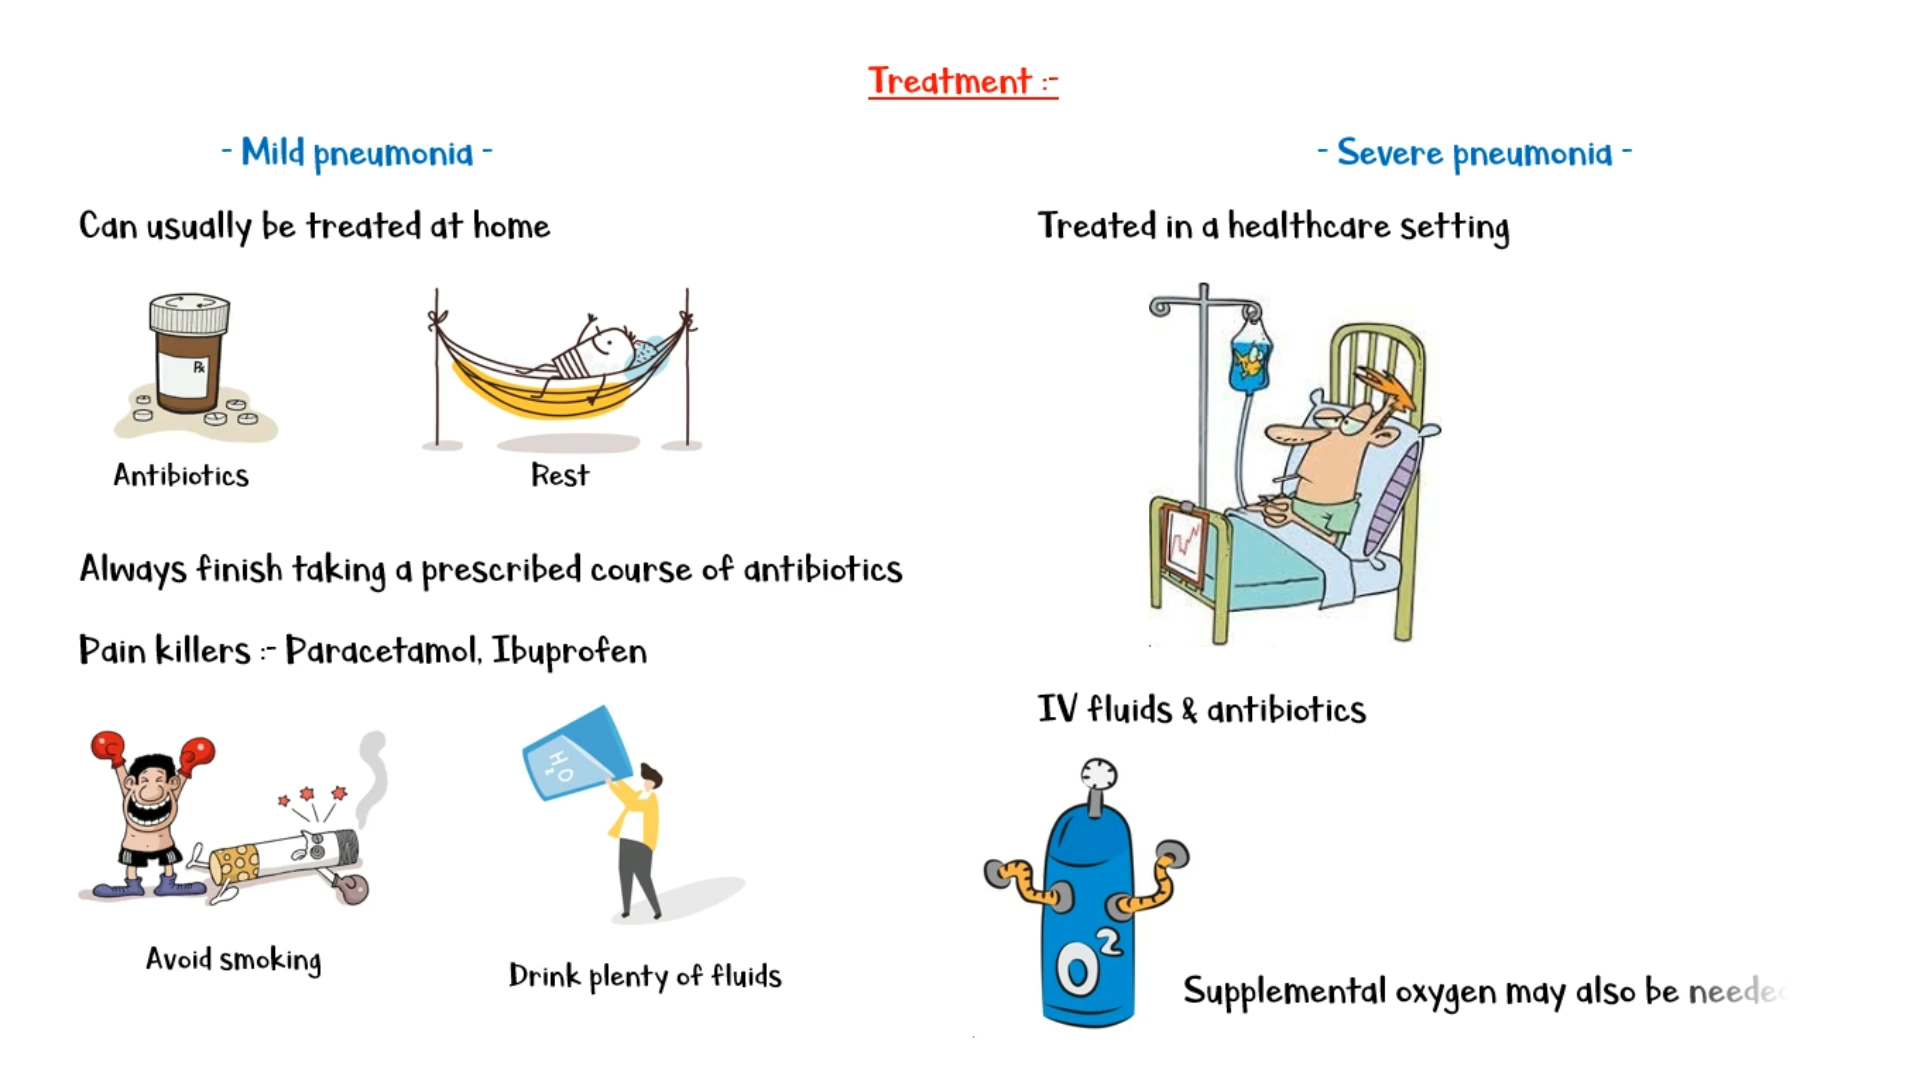 Treatment :-
- Mild pneumonia -
Can usually be treated at home
Rx
Antibiotics
Rest
Always finish taking a prescribed course of antibiotics
Pain killers :- Paracetamol, Ibuprofen
H2O
Avoid smoking
Drink plenty of fluids
- Severe pneumonia -
Treated in a healthcare setting
IV fluids & antibiotics
O2
Supplemental oxygen may also be neede